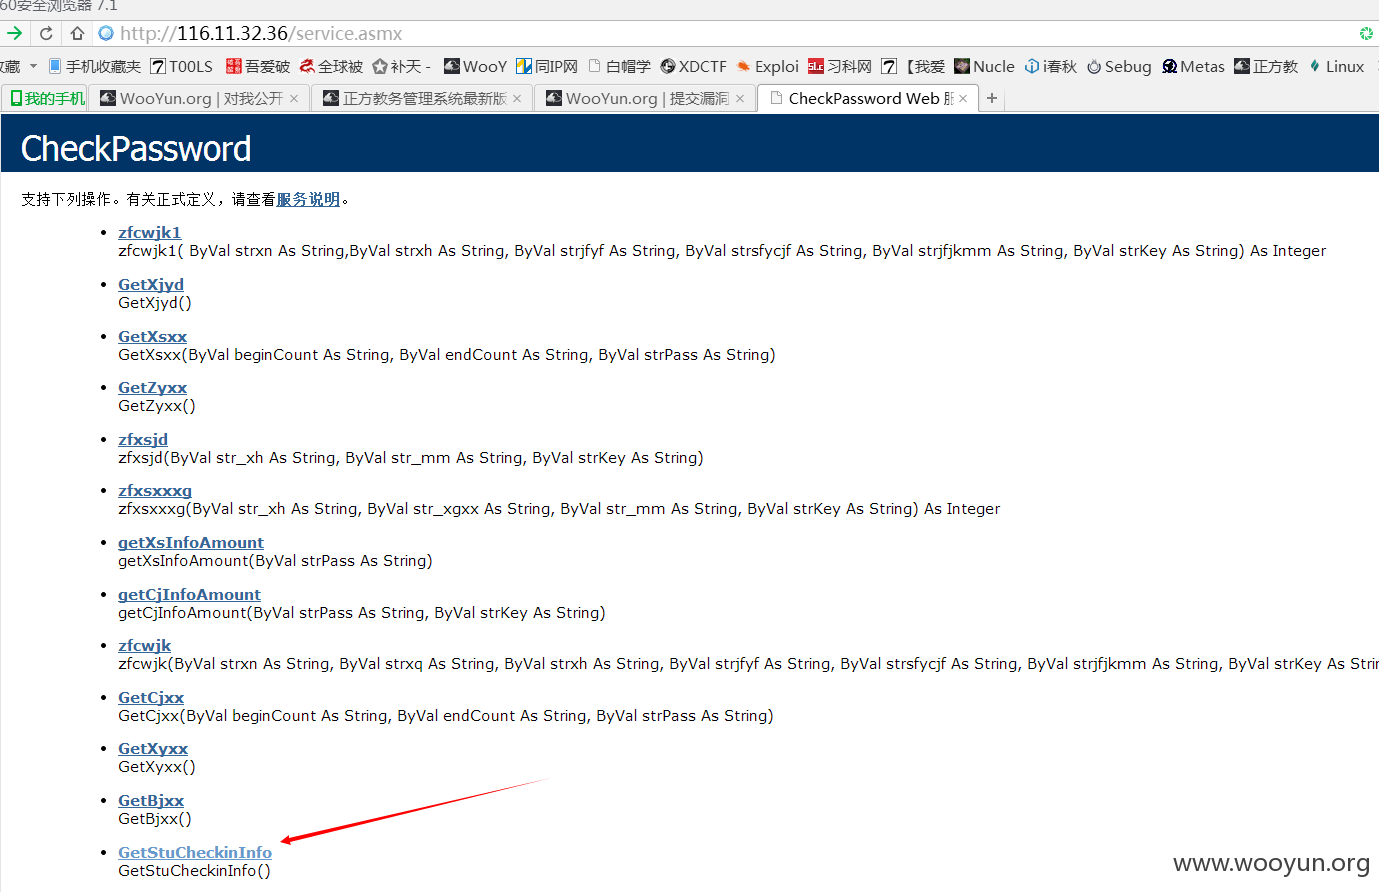 60安全浏览器 7.1
http://116.11.32.36/service.asmx
收藏 手机收藏夹 T00LS 吾爱破 全球被 补天 - WooY 同IP网 白帽学 XDCTF Exploi 习科网 【我爱 Nucle i春秋 Sebug Metas 正方教 Linux
我的手机 WooYun.org | 对我公开 × 正方教务管理系统最新版 × WooYun.org | 提交漏洞 × CheckPassword Web 服 × +
CheckPassword
支持下列操作。有关正式定义，请查看服务说明。
• zfcwjk1
zfcwjk1( ByVal strxn As String,ByVal strxh As String, ByVal strjfyf As String, ByVal strsfycjf As String, ByVal strjfjkmm As String, ByVal strKey As String) As Integer
• GetXjyd
GetXjyd()
• GetXsxx
GetXsxx(ByVal beginCount As String, ByVal endCount As String, ByVal strPass As String)
• GetZyxx
GetZyxx()
• zfxsjd
zfxsjd(ByVal str_xh As String, ByVal str_mm As String, ByVal strKey As String)
• zfxsxxxg
zfxsxxxg(ByVal str_xh As String, ByVal str_xgxx As String, ByVal str_mm As String, ByVal strKey As String) As Integer
• getXsInfoAmount
getXsInfoAmount(ByVal strPass As String)
• getCjInfoAmount
getCjInfoAmount(ByVal strPass As String, ByVal strKey As String)
• zfcwjk
zfcwjk(ByVal strxn As String, ByVal strxq As String, ByVal strxh As String, ByVal strjfyf As String, ByVal strsfycjf As String, ByVal strjfjkmm As String, ByVal strKey As Strin
• GetCjxx
GetCjxx(ByVal beginCount As String, ByVal endCount As String, ByVal strPass As String)
• GetXyxx
GetXyxx()
• GetBjxx
GetBjxx()
• GetStuCheckinInfo
GetStuCheckinInfo()
www.wooyun.org